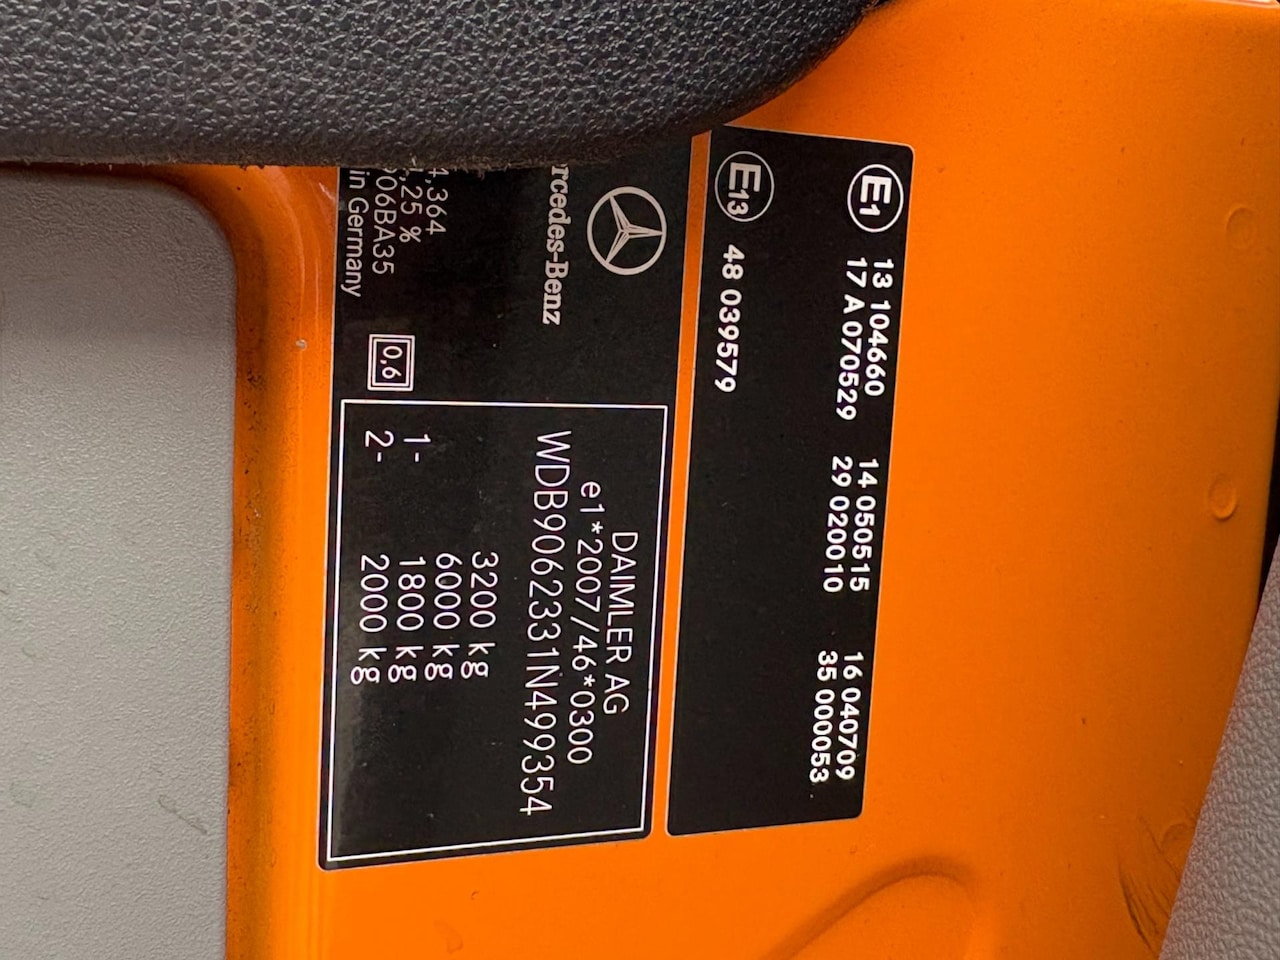 E1 13 104660 14 050515 16 040709
17 A 070529 29 020010 35 000053
E13 48 039579
DAIMLER AG
e1*2007/46*0300
WDB9062331N499354
3200 kg
6000 kg
1- 1800 kg
2- 2000 kg
rcedes-Benz
,364
,25 %
906BA35
in Germany
0,6